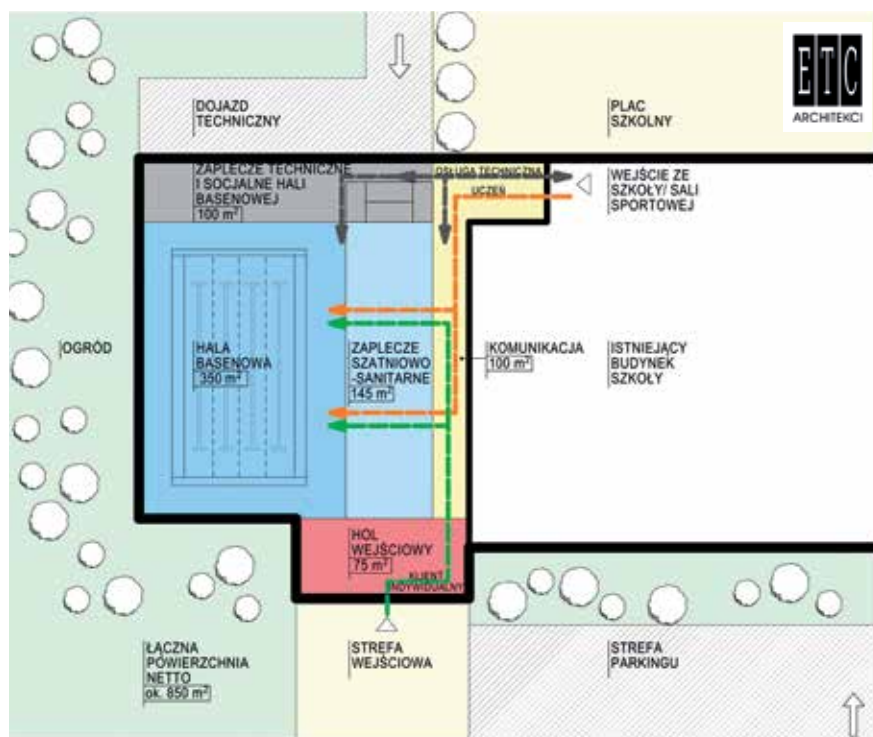 ETC
ARCHITEKCI
DOJAZD
TECHNICZNY
PLAC
SZKOLNY
ZAPLECZE TECHNICZNE
I SOCJALNE HALI
BASENOWEJ
100 m²
OSŁUGA TECHNICZNA
UCZEŃ
WEJŚCIE ZE
SZKOŁY/ SALI
SPORTOWEJ
OGRÓD
HALA
BASENOWA
350 m²
ZAPLECZE
SZATNIOWO
-SANITARNE
145 m²
KOMUNIKACJA
100 m²
ISTNIEJĄCY
BUDYNEK
SZKOŁY
HOL
WEJŚCIOWY
75 m²
KLIENT
INDYWIDUALNY
ŁĄCZNA
POWIERZCHNIA
NETTO
ok. 850 m²
STREFA
WEJŚCIOWA
STREFA
PARKINGU